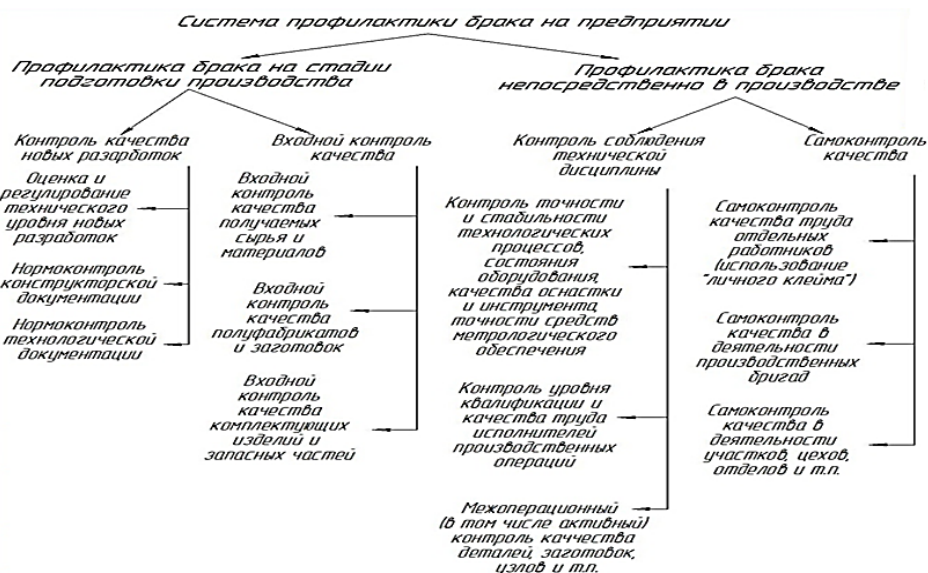 Система профилактики брака на предприятии
Профилактика брака на стадии
подготовки производства
Профилактика брака
непосредственно в производстве
Контроль качества
новых разарботок
Оценка и
регулирование
технического
уровня новых
разработок
Нормоконтроль
конструкторской
документации
Нормоконтроль
технологической
документации
Входной контроль
качества
Входной
контроль
качества
получаемых
сырья и
материалов
Входной
контроль
качества
полуфабрикатов
и заготовок
Входной
контроль
качества
комплектующих
изделий и
запасных частей
Контроль соблюдения
технической
дисциплины
Контроль точности
и стабильности
технологических
процессов,
состояния
оборудования,
качества оснастки
и инструмента,
точности средств
метрологического
обеспечения
Контроль уровня
квалификации и
качества труда
исполнителей
производственных
операций
Межоперационный
(в том числе активный)
контроль каччества
деталей, заготовок,
узлов и т.п.
Самоконтроль
качества
Самоконтроль
качества труда
отдельных
работников
(использование
"личного клейма")
Самоконтроль
качества в
деятельности
производственных
бригад
Самоконтроль
качества в
деятельности
участков, цехов,
отделов и т.п.